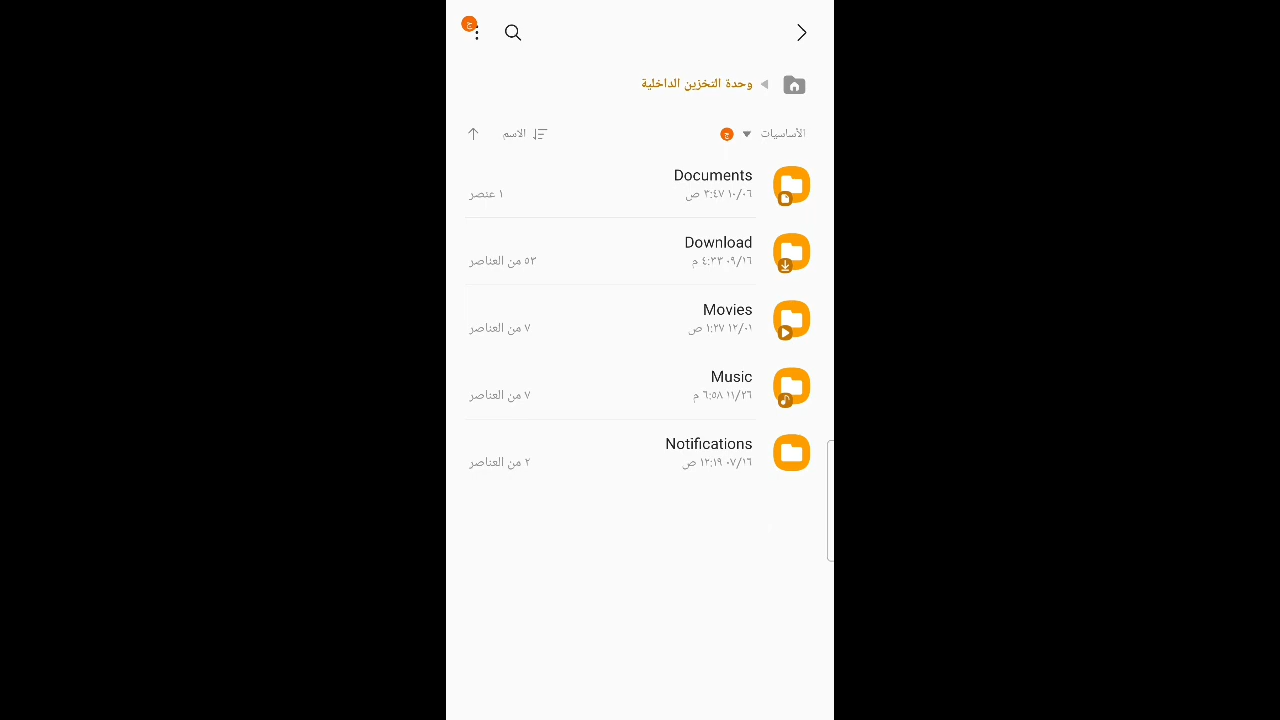 ج
وحدة التخزين الداخلية
الأساسيات ج الاسم
Documents
١٠/٠٦ ٣:٤٧ ص ١ عنصر
Download
٠٩/١٦ ٤:٣٣ م ٥٣ من العناصر
Movies
١٢/٠١ ١:٢٧ ص ٧ من العناصر
Music
١١/٢٦ ٦:٥٨ م ٧ من العناصر
Notifications
٠٧/١٦ ١٢:١٩ ص ٢ من العناصر